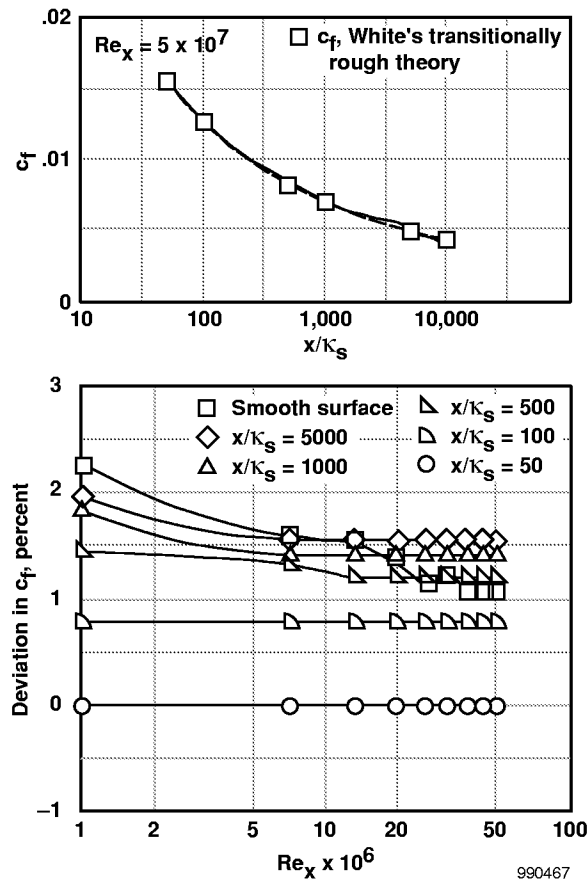 .02
Re_x = 5 x 10^7
c_f, White's transitionally
rough theory
c_f
.01
0
10
100
1,000
10,000
x/κ_s
3
Smooth surface
x/κ_s = 5000
x/κ_s = 1000
x/κ_s = 500
x/κ_s = 100
x/κ_s = 50
2
Deviation in c_f, percent
1
0
–1
1
2
5
10
20
50
100
Re_x x 10^6
990467